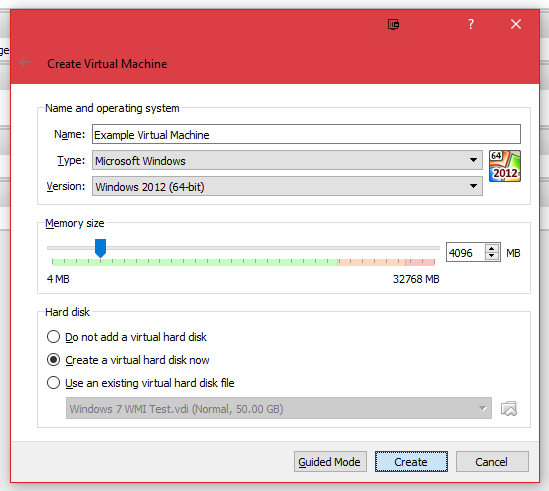 ?
ge
Create Virtual Machine
Name and operating system
Name: Example Virtual Machine
Type: Microsoft Windows 64
Version: Windows 2012 (64-bit) 2012
Memory size
4096 MB
4 MB 32768 MB
Hard disk
Do not add a virtual hard disk
Create a virtual hard disk now
Use an existing virtual hard disk file
Windows 7 WMI Test.vdi (Normal, 50.00 GB)
Guided Mode Create Cancel